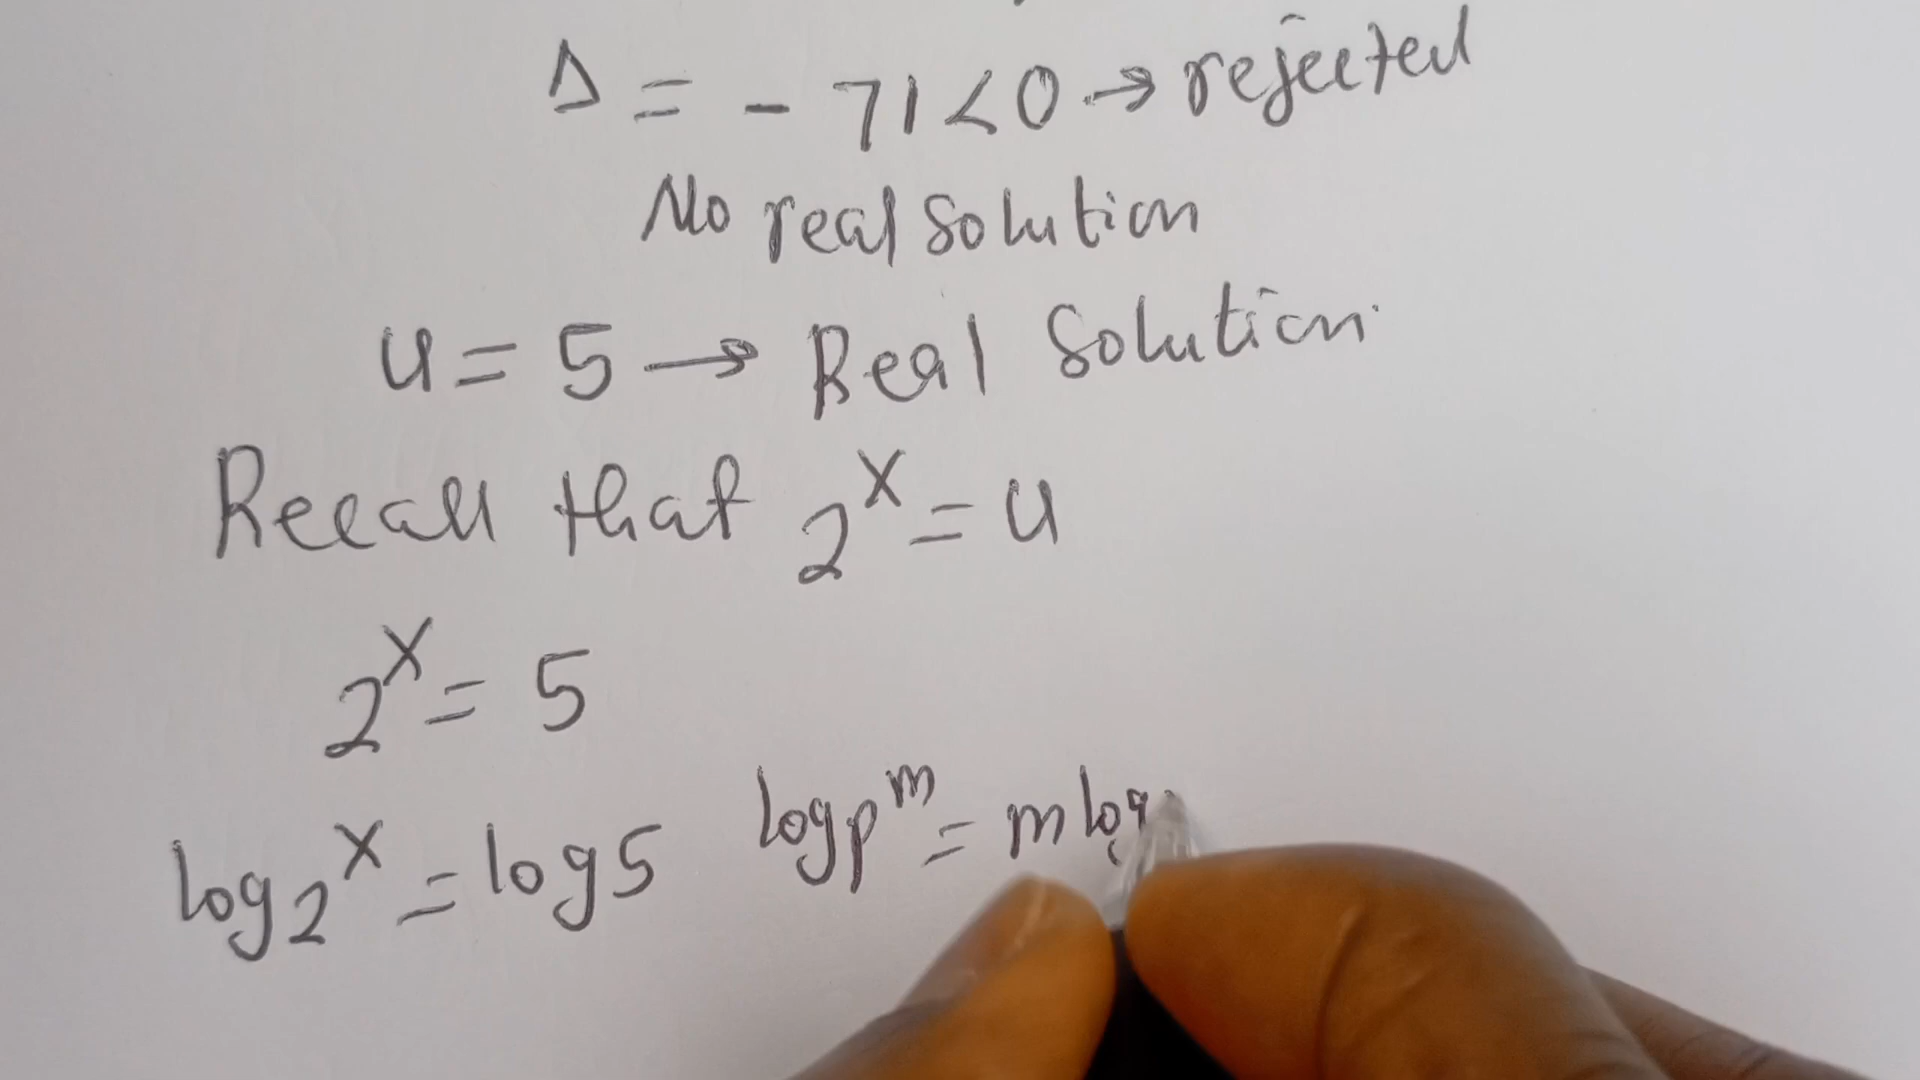 Δ = - 71 < 0 → rejected
No real solution
u = 5 → Real Solution
Recall that 2^x = u
2^x = 5
log 2^x = log 5 log p^m = m log